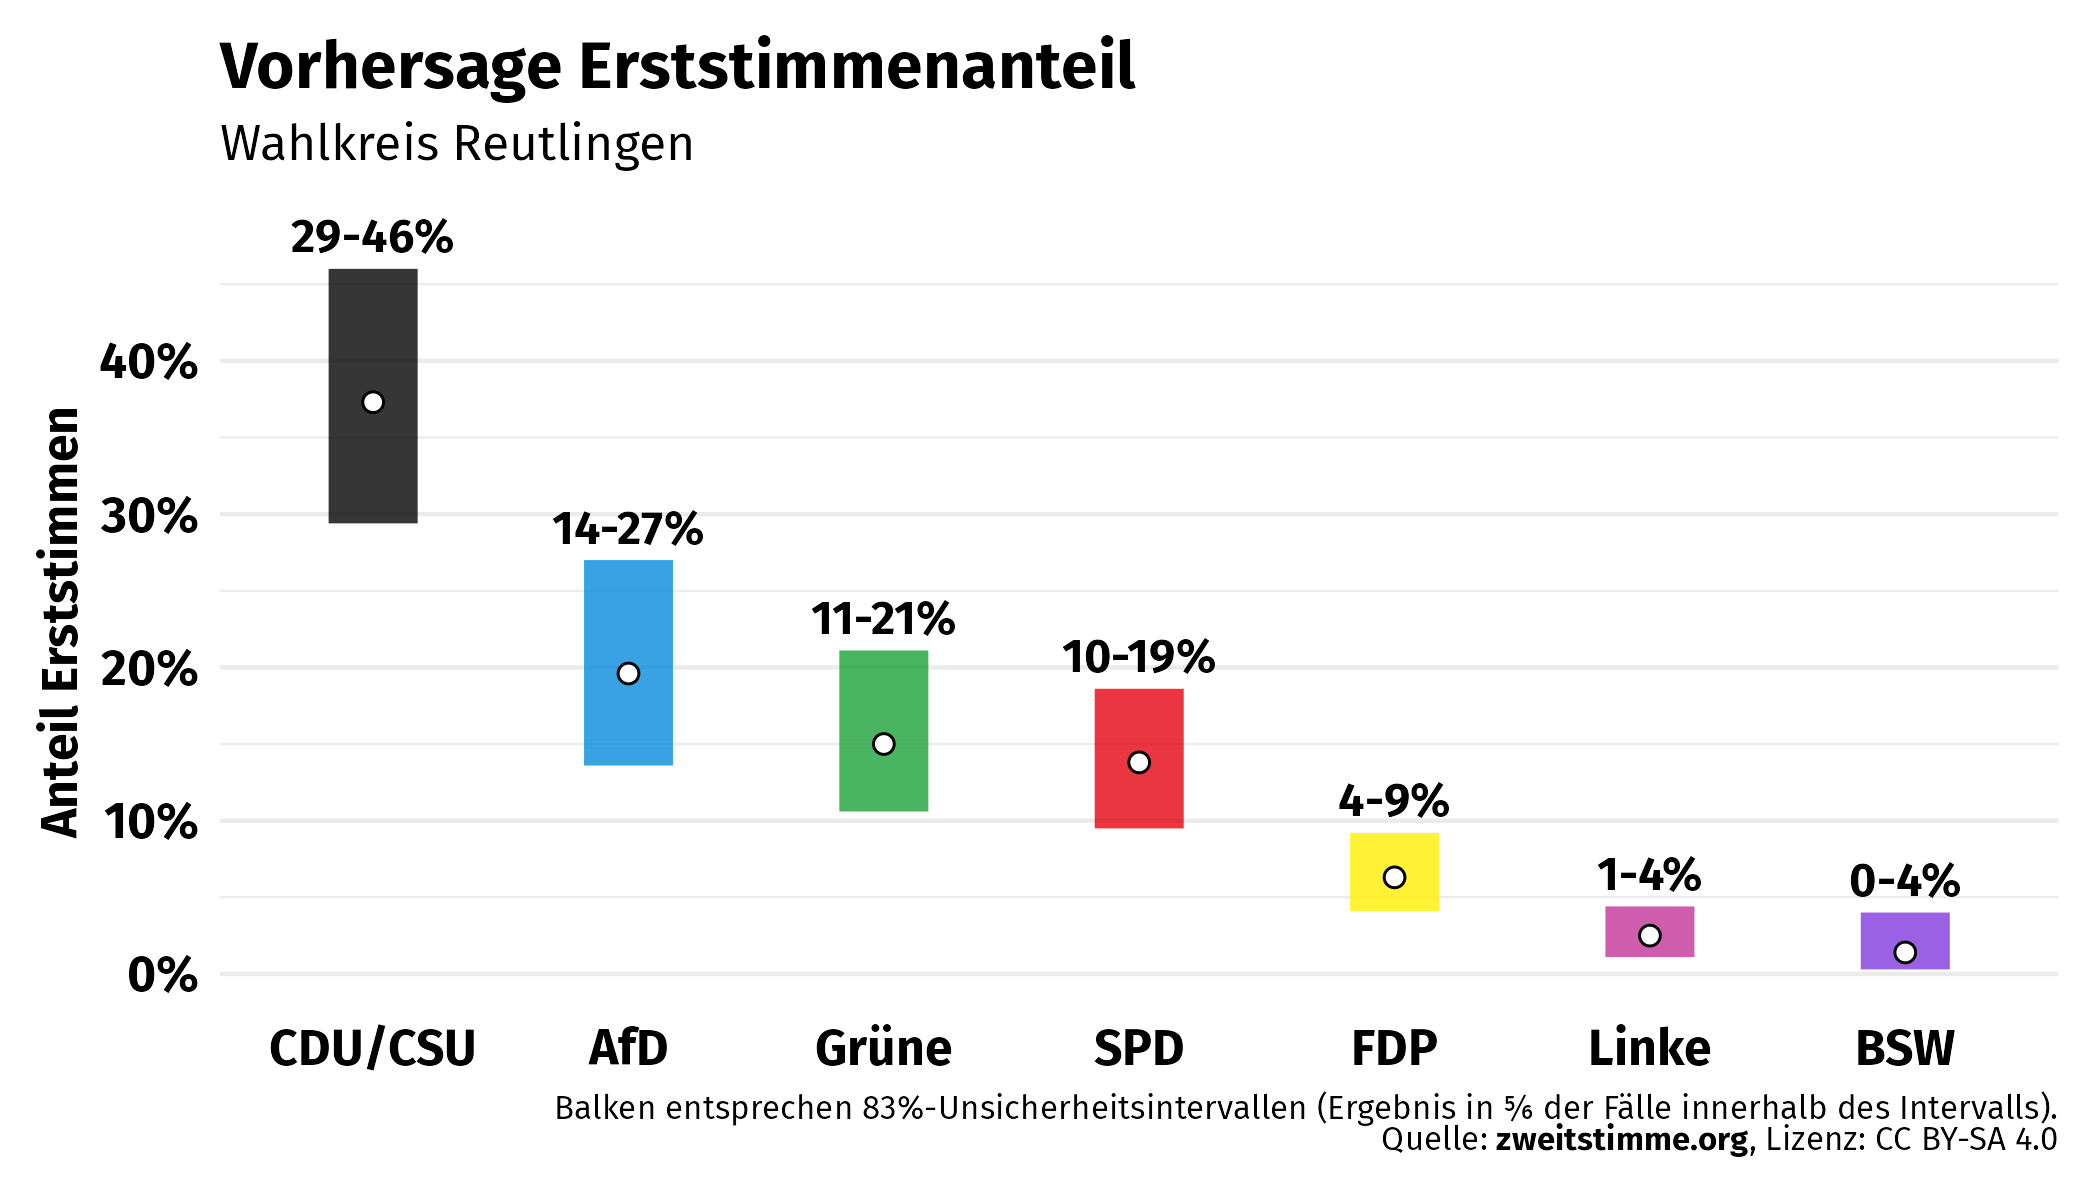 Vorhersage Erststimmenanteil
Wahlkreis Reutlingen
Anteil Erststimmen
40%
30%
20%
10%
0%
29-46%
14-27%
11-21%
10-19%
4-9%
1-4%
0-4%
CDU/CSU AfD Grüne SPD FDP Linke BSW
Balken entsprechen 83%-Unsicherheitsintervallen (Ergebnis in ⅚ der Fälle innerhalb des Intervalls).
Quelle: zweitstimme.org, Lizenz: CC BY-SA 4.0